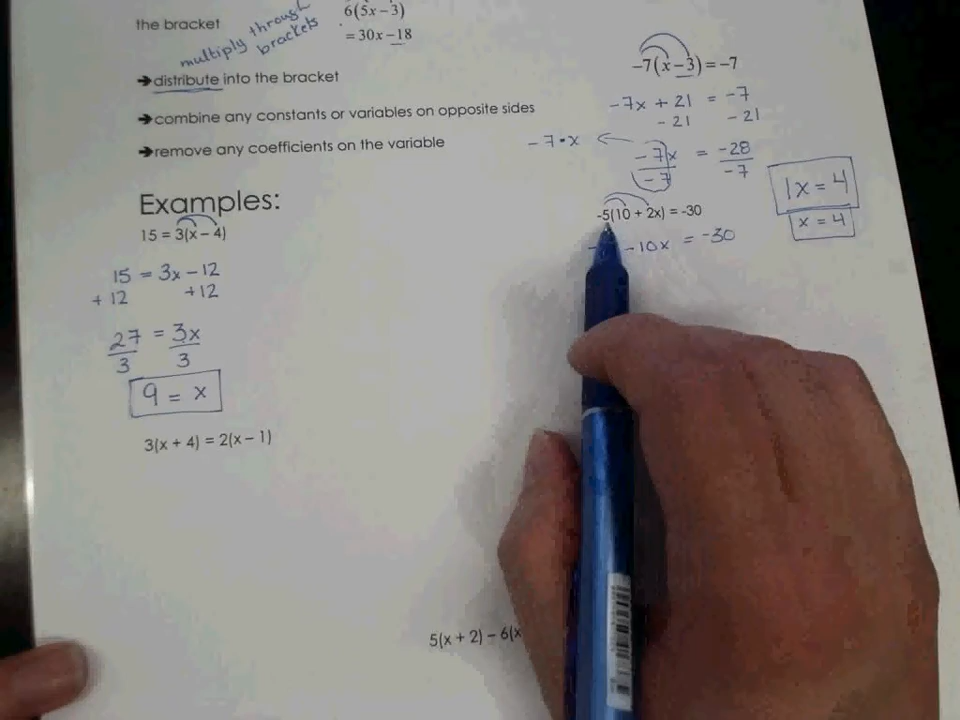 the bracket
multiply through
brackets
6(5x – 3)
= 30x – 18
➔distribute into the bracket
➔combine any constants or variables on opposite sides
➔remove any coefficients on the variable
Examples:
15 = 3(x – 4)
15 = 3x – 12
+ 12 +12
27 = 3x
3 3
9 = x
3(x + 4) = 2(x – 1)
–7(x – 3) = –7
-7x + 21 = -7
- 21 - 21
-7•x ← -7x = -28
-7 -7
1x = 4
x = 4
-5(10 + 2x) = -30
- 10x = -30
5(x + 2) – 6(x